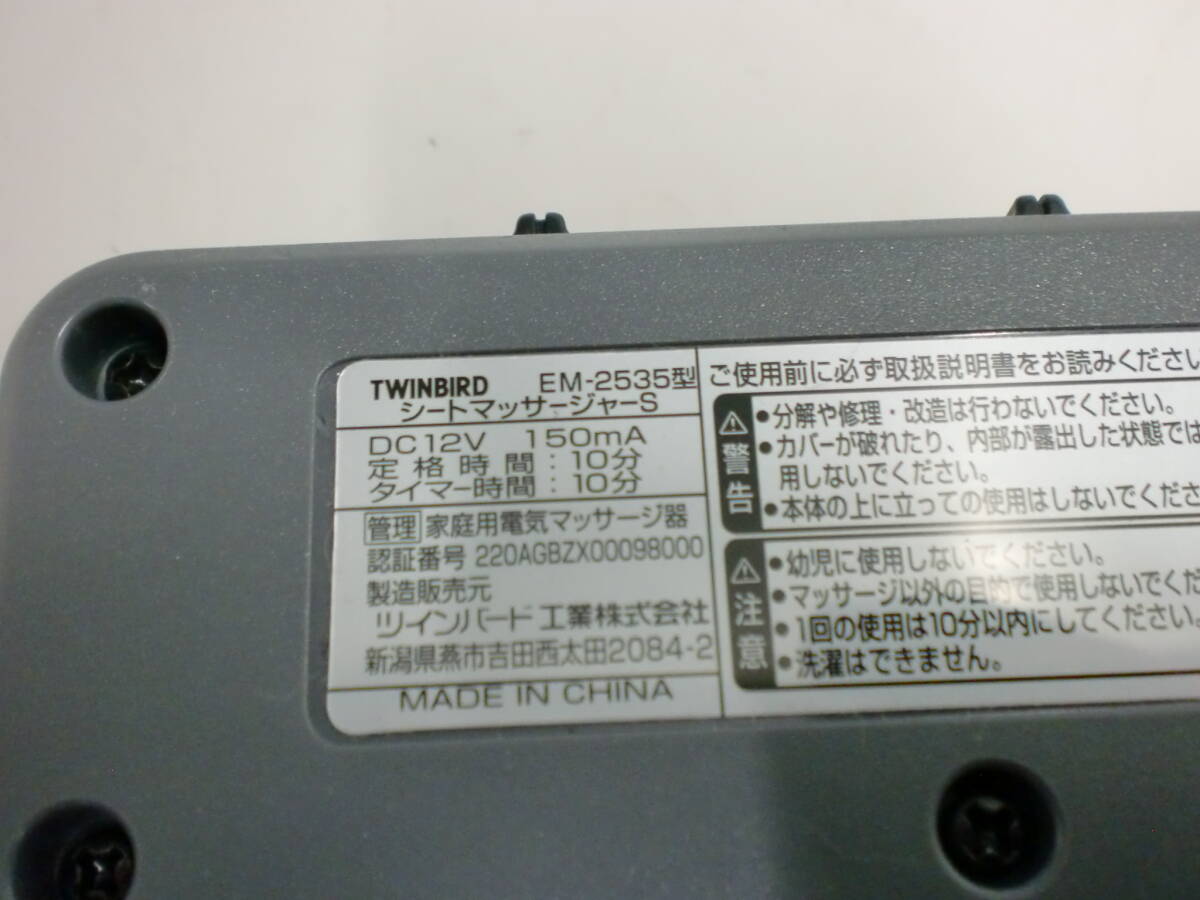 TWINBIRD EM-2535型
シートマッサージャーS
DC12V 150mA
定格時間：10分
タイマー時間：10分
管理 家庭用電気マッサージ器
認証番号 220AGBZX00098000
製造販売元
ツインバード工業株式会社
新潟県燕市吉田西太田2084-2
MADE IN CHINA
ご使用前に必ず取扱説明書をお読みください
警告
●分解や修理・改造は行わないでください。
●カバーが破れたり、内部が露出した状態では
用しないでください。
●本体の上に立っての使用はしないでくださ
注意
●幼児に使用しないでください。
●マッサージ以外の目的で使用しないでくだ
●1回の使用は10分以内にしてください。
●洗濯はできません。